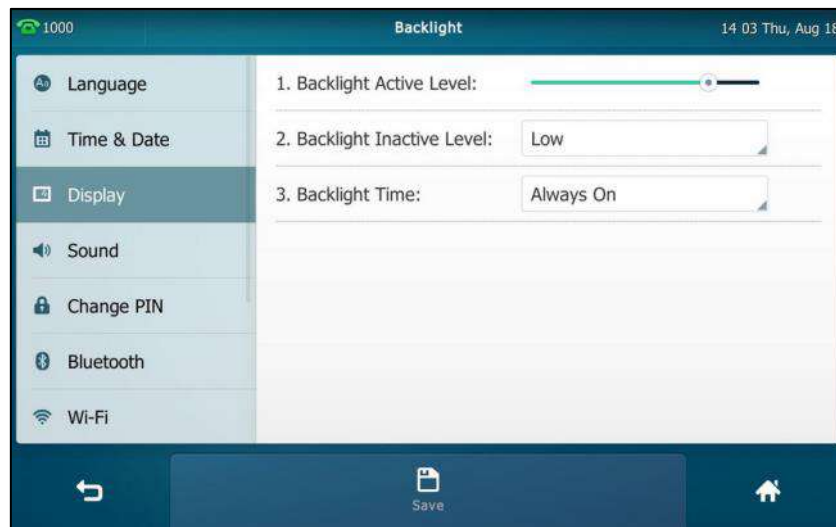 1000 Backlight 14 03 Thu, Aug 18
Language
Time & Date
Display
Sound
Change PIN
Bluetooth
Wi-Fi
1. Backlight Active Level:
2. Backlight Inactive Level: Low
3. Backlight Time: Always On
Save